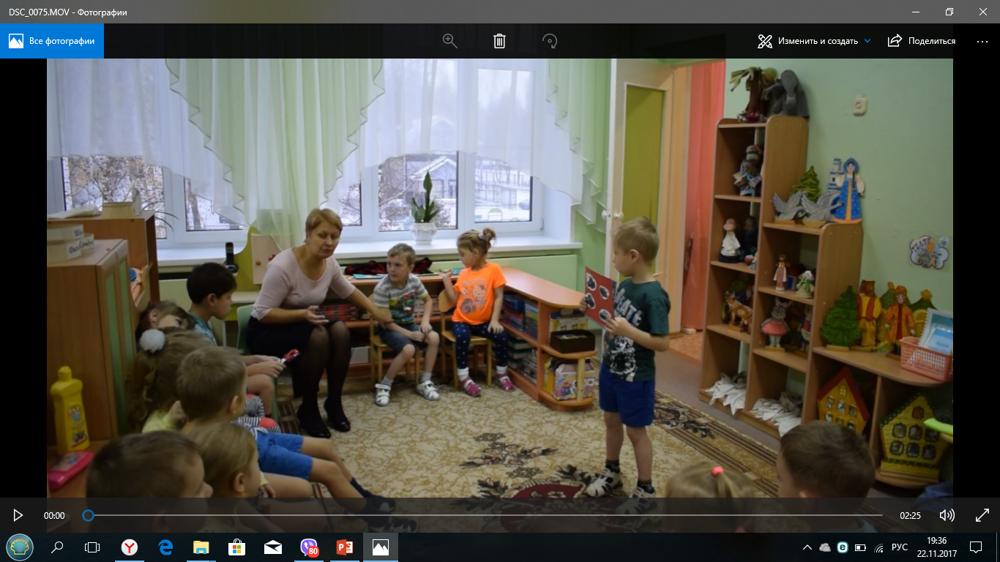 DSC_0075.MOV - Фотографии
Все фотографии
Изменить и создать
Поделиться
00:00
02:25
80
РУС
19:36
22.11.2017